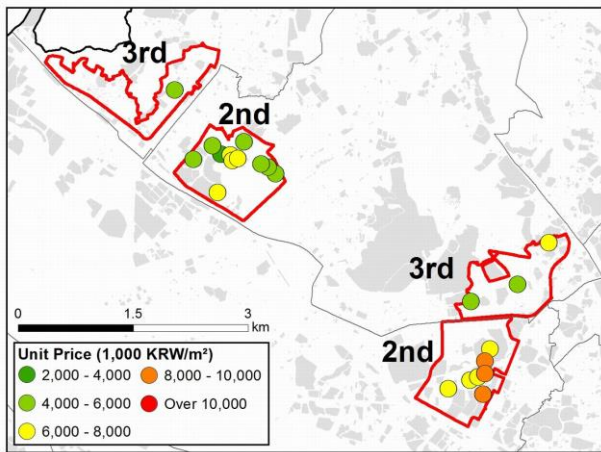 3rd
2nd
3rd
2nd
0 1.5 3
km
Unit Price (1,000 KRW/m²)
2,000 - 4,000 8,000 - 10,000
4,000 - 6,000 Over 10,000
6,000 - 8,000